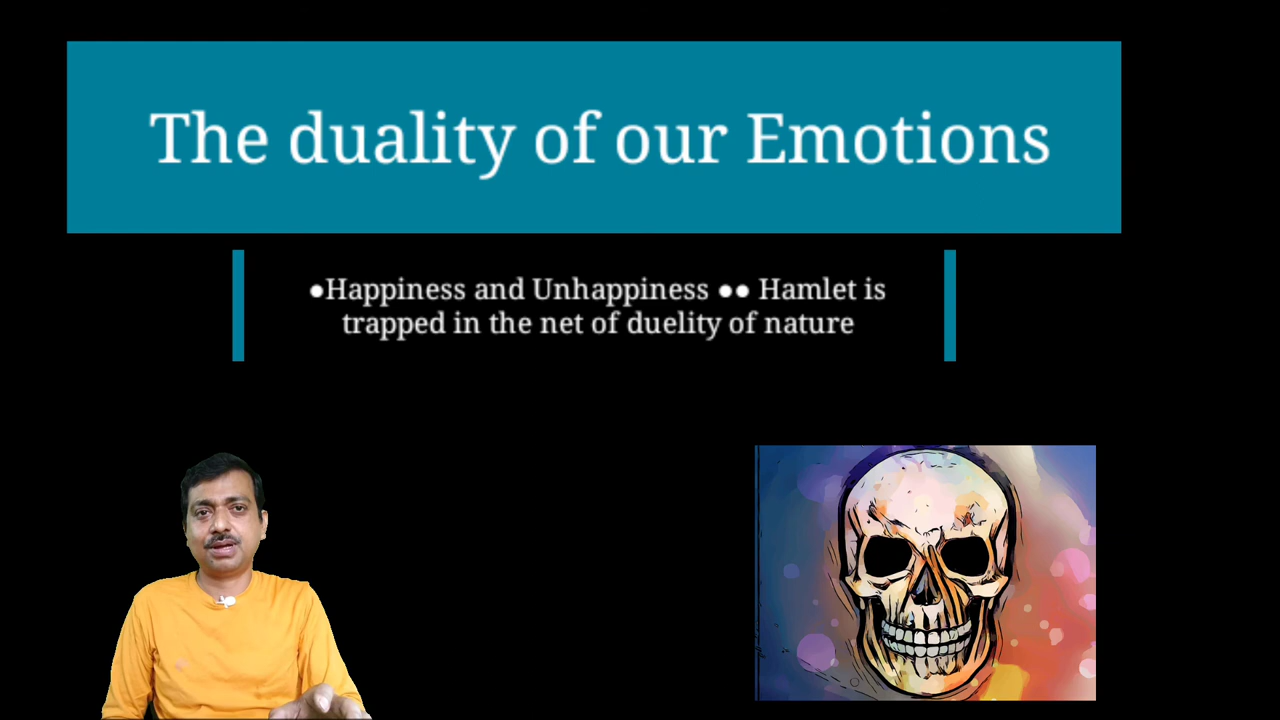 The duality of our Emotions
●Happiness and Unhappiness ●● Hamlet is
trapped in the net of duelity of nature